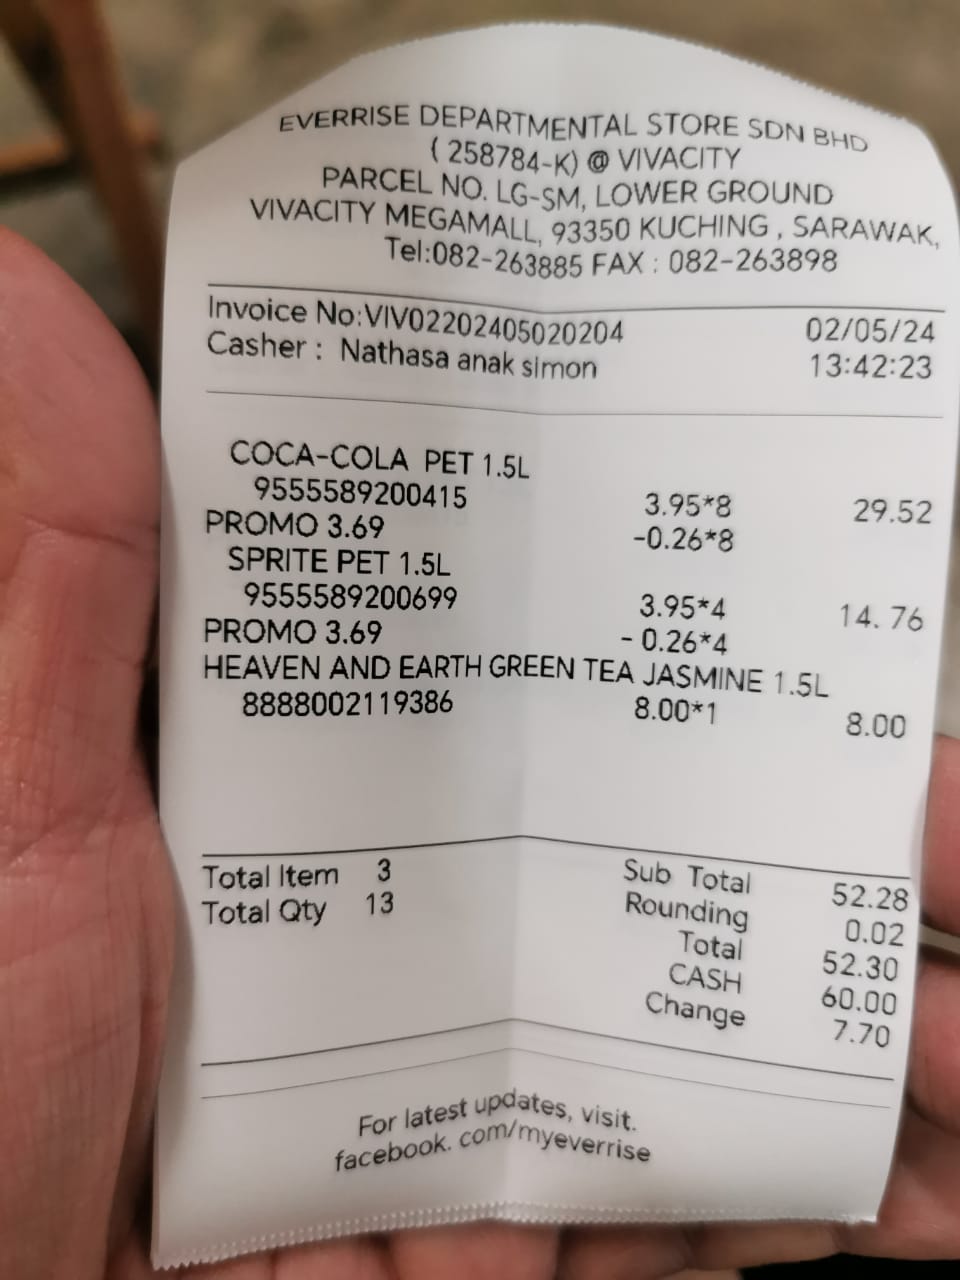 EVERRISE DEPARTMENTAL STORE SDN BHD
( 258784-K) @ VIVACITY
PARCEL NO. LG-SM, LOWER GROUND
VIVACITY MEGAMALL, 93350 KUCHING , SARAWAK,
Tel:082-263885 FAX : 082-263898
Invoice No:VIV02202405020204 02/05/24
Casher : Nathasa anak simon 13:42:23
COCA-COLA PET 1.5L
9555589200415 3.95*8 29.52
PROMO 3.69 -0.26*8
SPRITE PET 1.5L
9555589200699 3.95*4 14. 76
PROMO 3.69 - 0.26*4
HEAVEN AND EARTH GREEN TEA JASMINE 1.5L
8888002119386 8.00*1 8.00
Total Item 3 Sub Total 52.28
Total Qty 13 Rounding 0.02
Total 52.30
CASH 60.00
Change 7.70
For latest updates, visit.
facebook. com/myeverrise